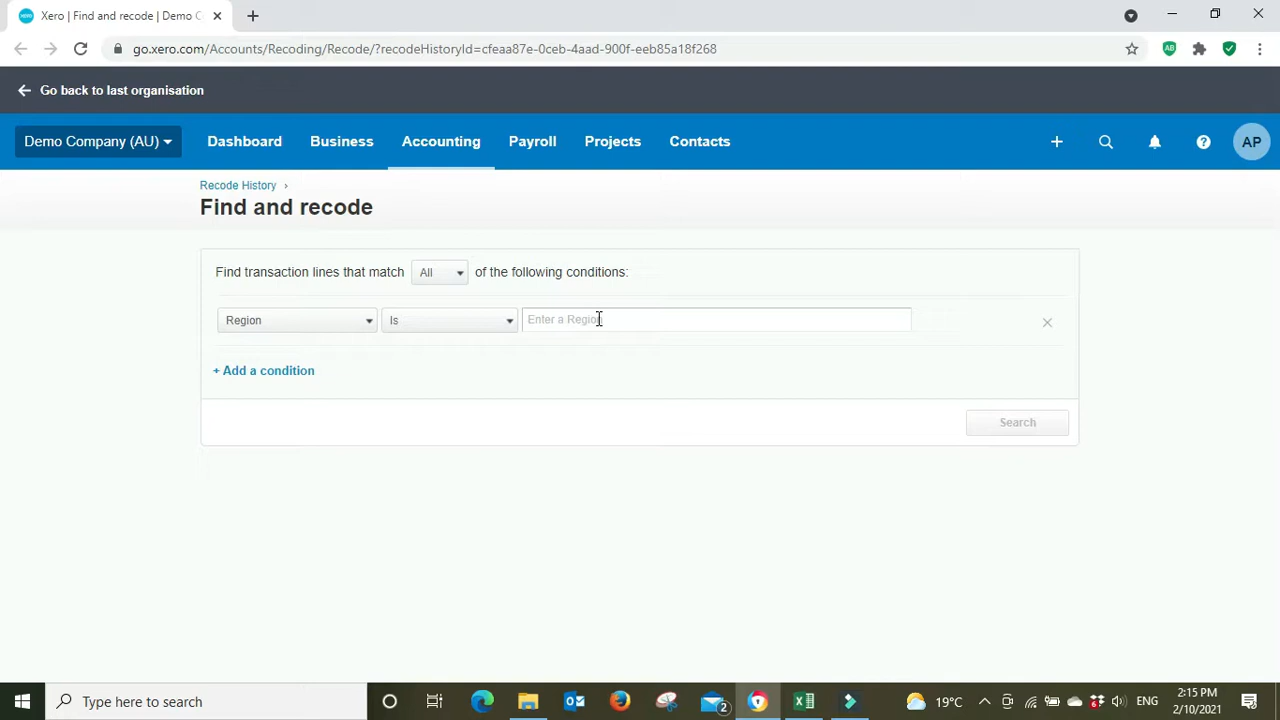 Xero | Find and recode | Demo C
go.xero.com/Accounts/Recoding/Recode/?recodeHistoryId=cfeaa87e-0ceb-4aad-900f-eeb85a18f268
Go back to last organisation
Demo Company (AU) Dashboard Business Accounting Payroll Projects Contacts AP
Recode History ›
Find and recode
Find transaction lines that match All of the following conditions:
Region Is Enter a Region
+ Add a condition
Search
Type here to search 2 19°C 6 ENG 2:15 PM
2/10/2021